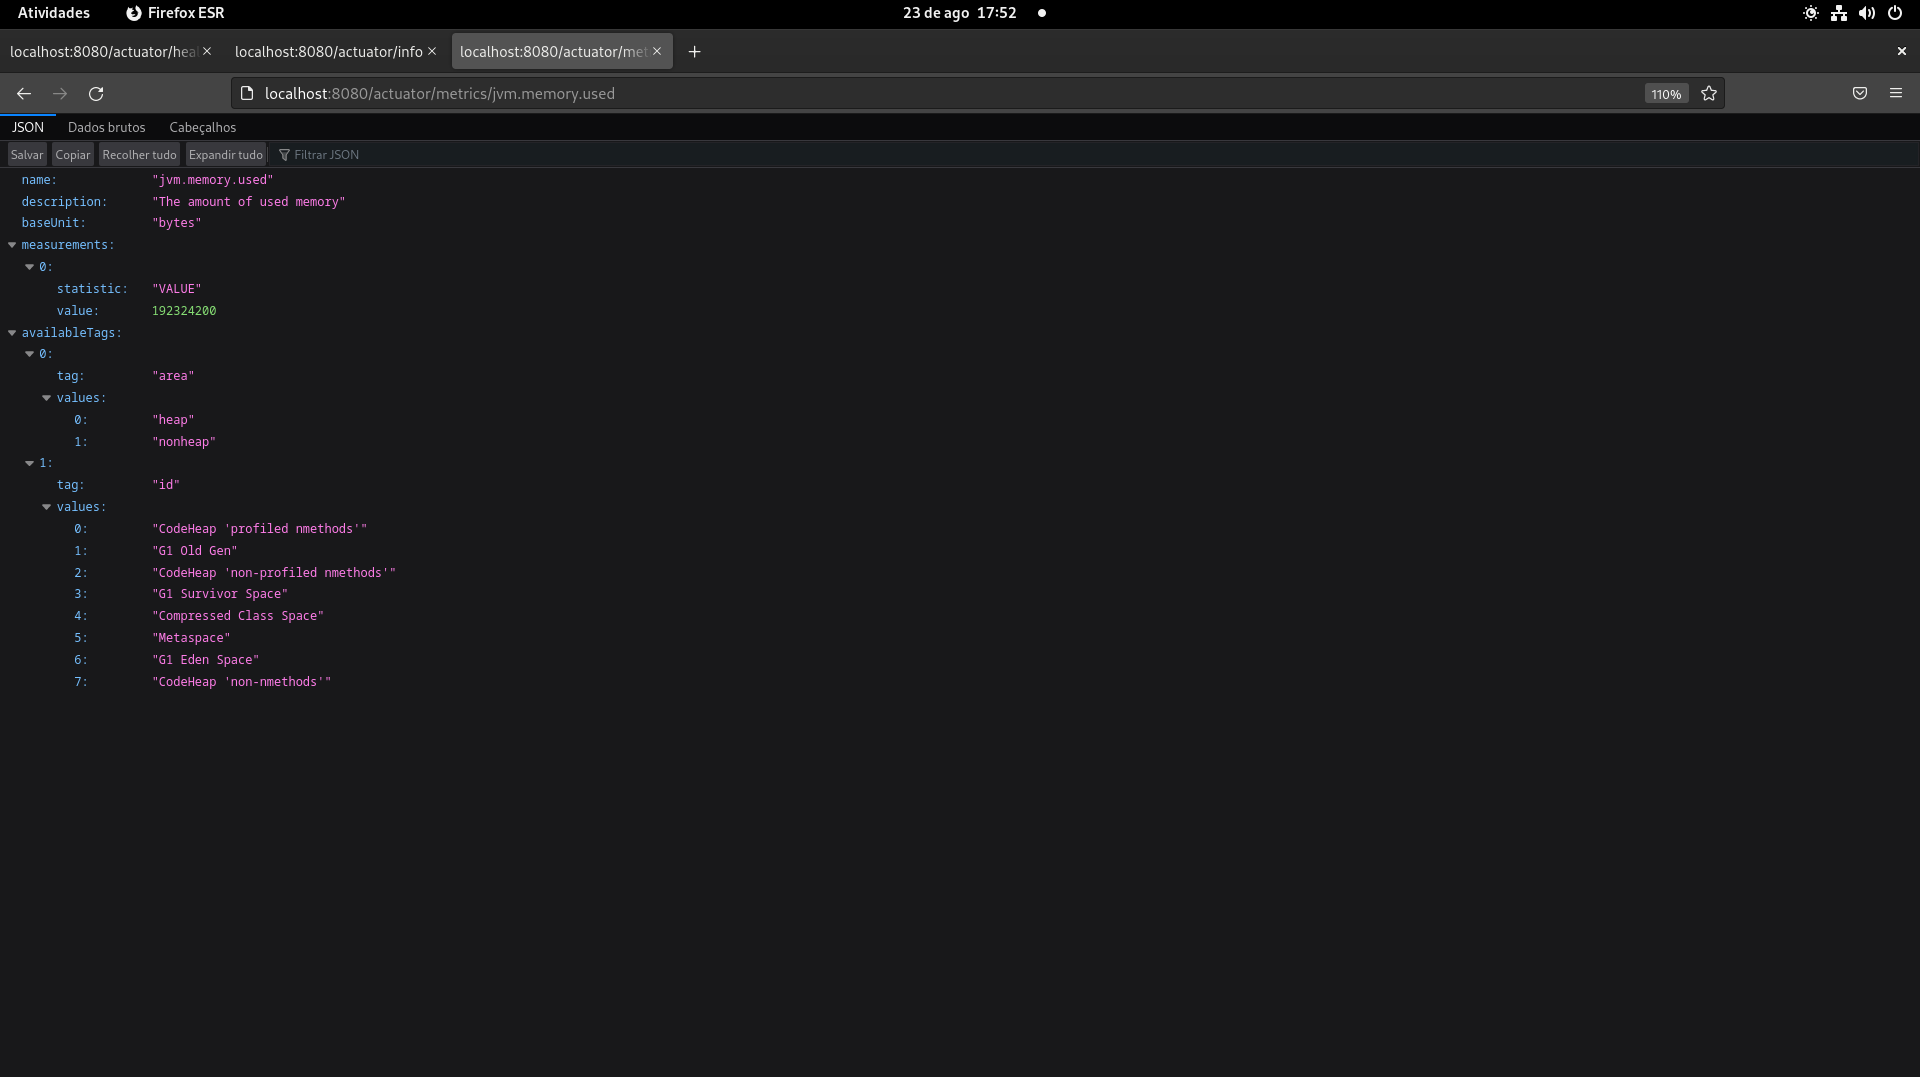 Atividades Firefox ESR 23 de ago 17:52
localhost:8080/actuator/hea localhost:8080/actuator/info localhost:8080/actuator/met
localhost:8080/actuator/metrics/jvm.memory.used 110%
JSON Dados brutos Cabeçalhos
Salvar Copiar Recolher tudo Expandir tudo Filtrar JSON
name: "jvm.memory.used"
description: "The amount of used memory"
baseUnit: "bytes"
measurements:
0:
statistic: "VALUE"
value: 192324200
availableTags:
0:
tag: "area"
values:
0: "heap"
1: "nonheap"
1:
tag: "id"
values:
0: "CodeHeap 'profiled nmethods'"
1: "G1 Old Gen"
2: "CodeHeap 'non-profiled nmethods'"
3: "G1 Survivor Space"
4: "Compressed Class Space"
5: "Metaspace"
6: "G1 Eden Space"
7: "CodeHeap 'non-nmethods'"